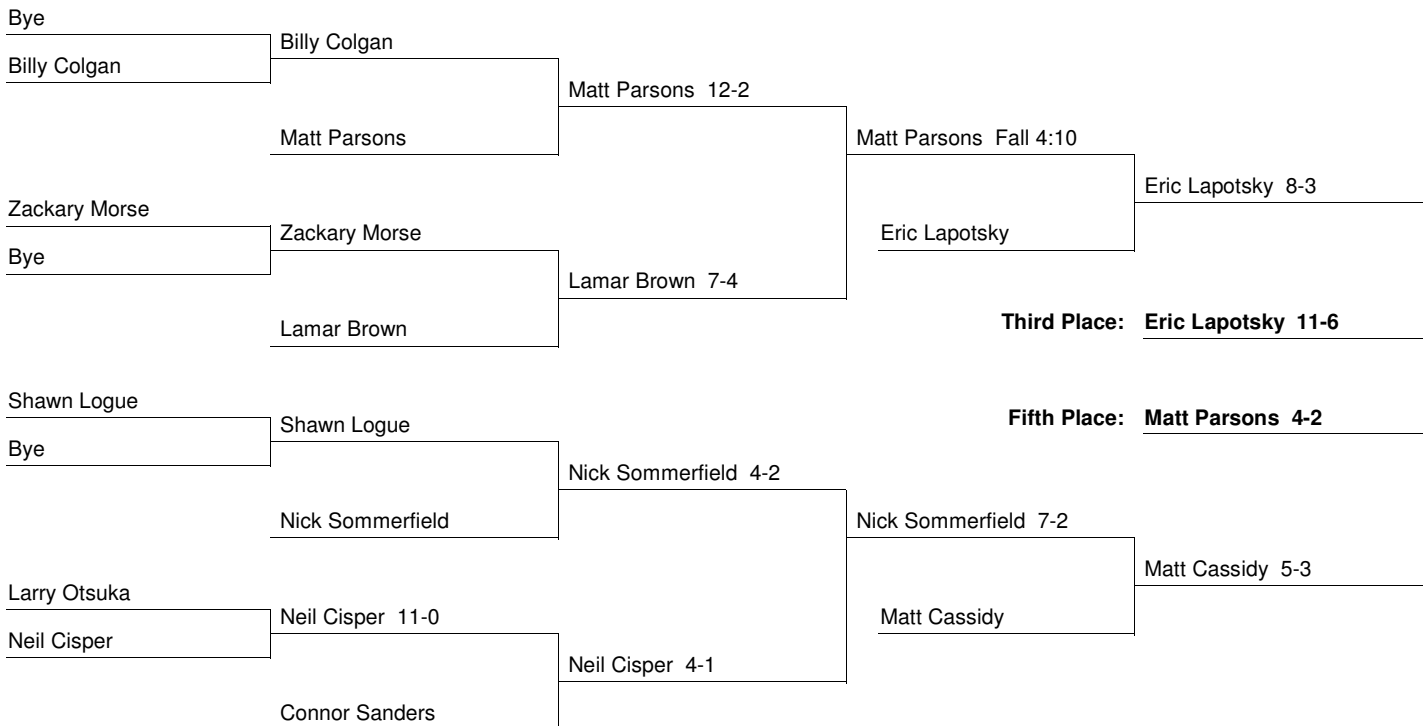 Bye
Billy Colgan
Billy Colgan
Matt Parsons 12-2
Matt Parsons
Matt Parsons Fall 4:10
Eric Lapotsky 8-3
Zackary Morse
Zackary Morse
Eric Lapotsky
Bye
Lamar Brown 7-4
Lamar Brown
Third Place: Eric Lapotsky 11-6
Shawn Logue
Shawn Logue
Fifth Place: Matt Parsons 4-2
Bye
Nick Sommerfield 4-2
Nick Sommerfield
Nick Sommerfield 7-2
Matt Cassidy 5-3
Larry Otsuka
Neil Cisper 11-0
Matt Cassidy
Neil Cisper
Neil Cisper 4-1
Connor Sanders